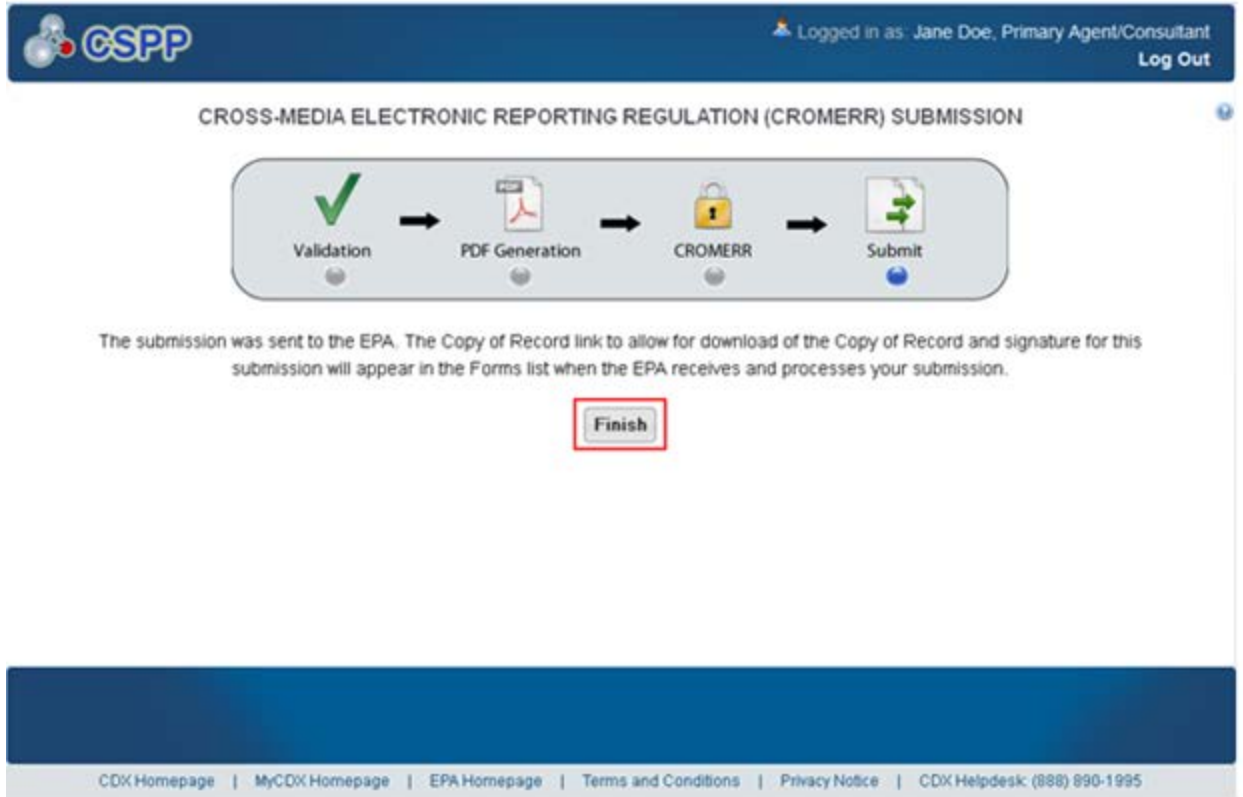 CSPP
Logged in as: Jane Doe, Primary Agent/Consultant
Log Out
CROSS-MEDIA ELECTRONIC REPORTING REGULATION (CROMERR) SUBMISSION
PDF
Validation
PDF Generation
CROMERR
Submit
The submission was sent to the EPA. The Copy of Record link to allow for download of the Copy of Record and signature for this
submission will appear in the Forms list when the EPA receives and processes your submission.
Finish
CDX Homepage | MyCDX Homepage | EPA Homepage | Terms and Conditions | Privacy Notice | CDX Helpdesk: (888) 890-1995